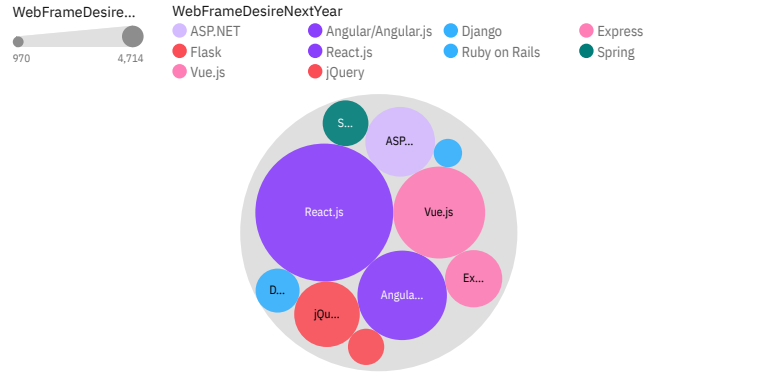 WebFrameDesire...
970
4,714
WebFrameDesireNextYear
ASP.NET
Angular/Angular.js
Django
Express
Flask
React.js
Ruby on Rails
Spring
Vue.js
jQuery
S...
ASP...
React.js
Vue.js
D...
jQu...
Angula...
Ex...